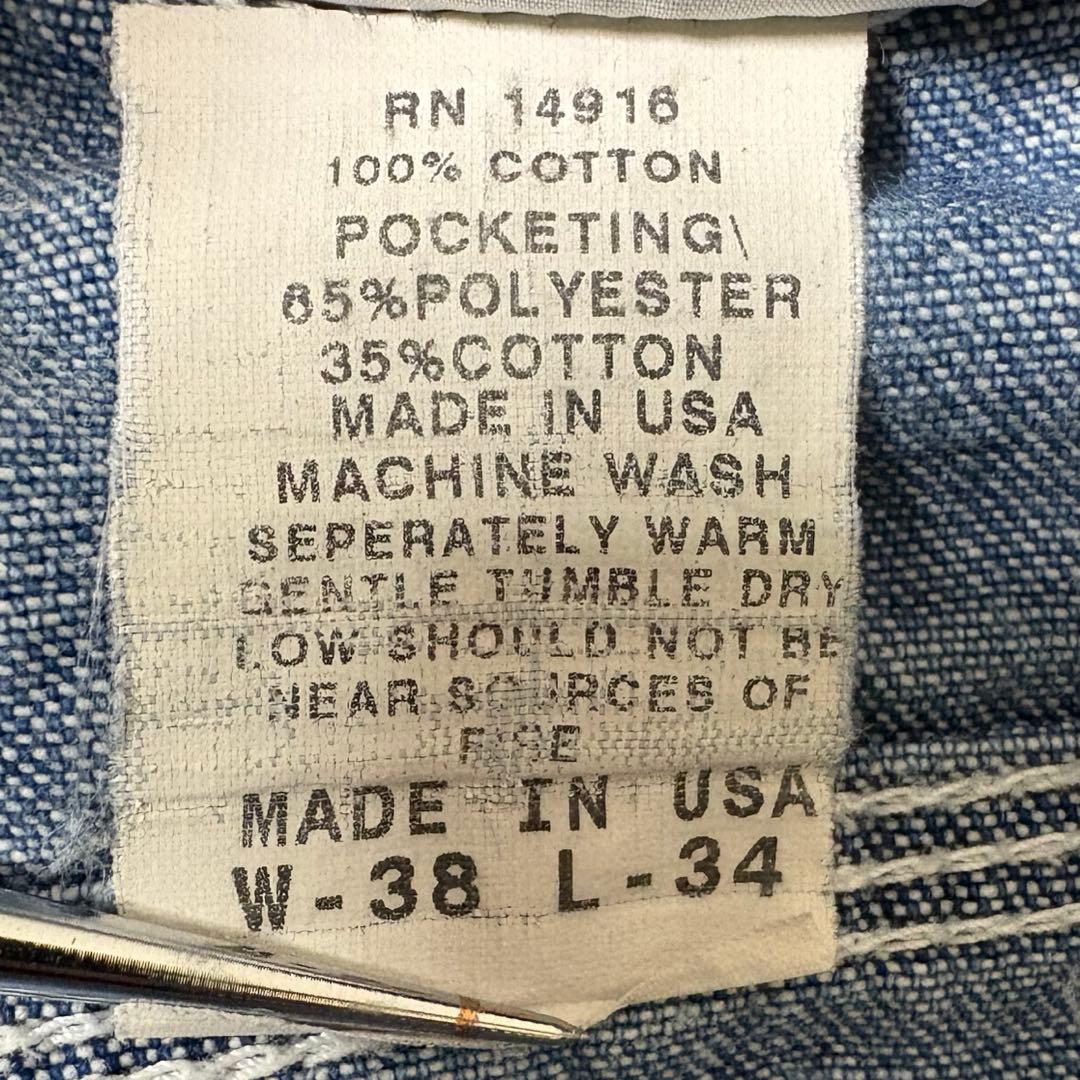 RN 14916
100% COTTON
POCKETING\
65%POLYESTER
35%COTTON
MADE IN USA
MACHINE WASH
SEPERATELY WARM
GENTLE TUMBLE DRY
LOW SHOULD NOT BE
NEAR SOURCES OF
FIRE
MADE IN USA
W-38 L-34